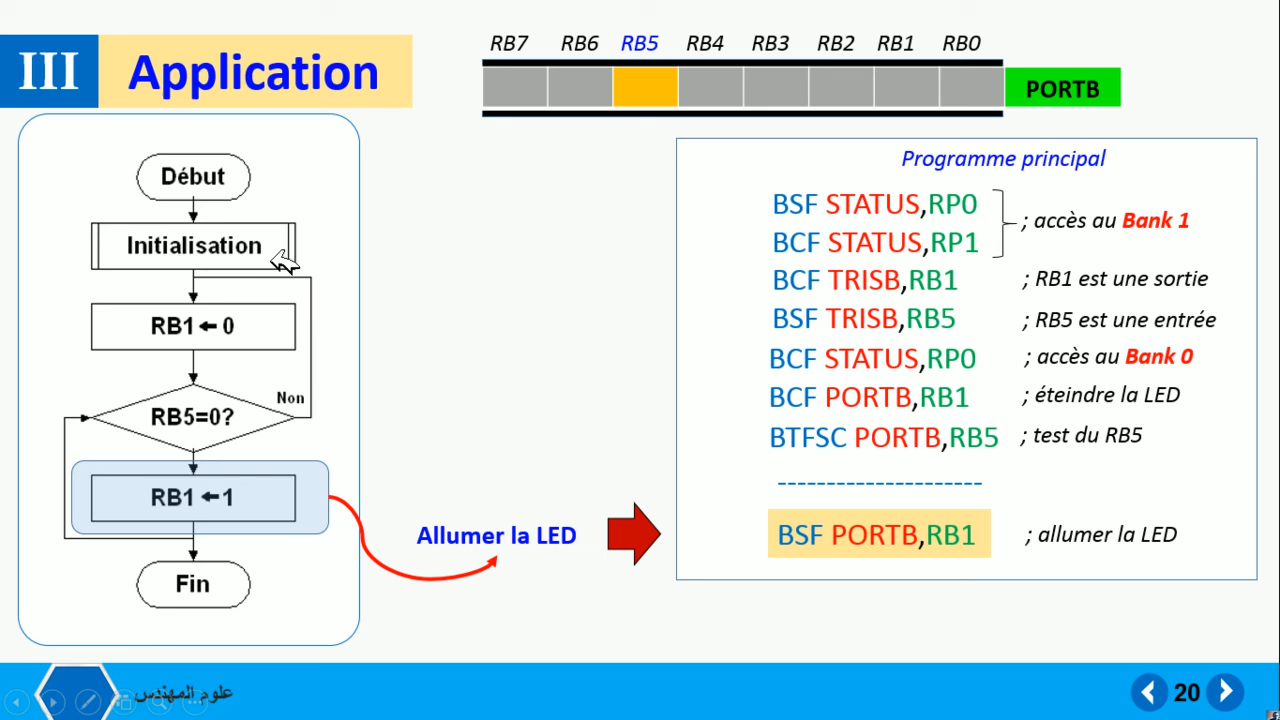 III Application
RB7 RB6 RB5 RB4 RB3 RB2 RB1 RB0
PORTB
Début
Initialisation
RB1 ← 0
RB5=0?
Non
RB1 ← 1
Fin
Allumer la LED
Programme principal
BSF STATUS,RP0
BCF STATUS,RP1
; accès au Bank 1
BCF TRISB,RB1 ; RB1 est une sortie
BSF TRISB,RB5 ; RB5 est une entrée
BCF STATUS,RP0 ; accès au Bank 0
BCF PORTB,RB1 ; éteindre la LED
BTFSC PORTB,RB5 ; test du RB5
---------------------
BSF PORTB,RB1 ; allumer la LED
علوم المهندس
20